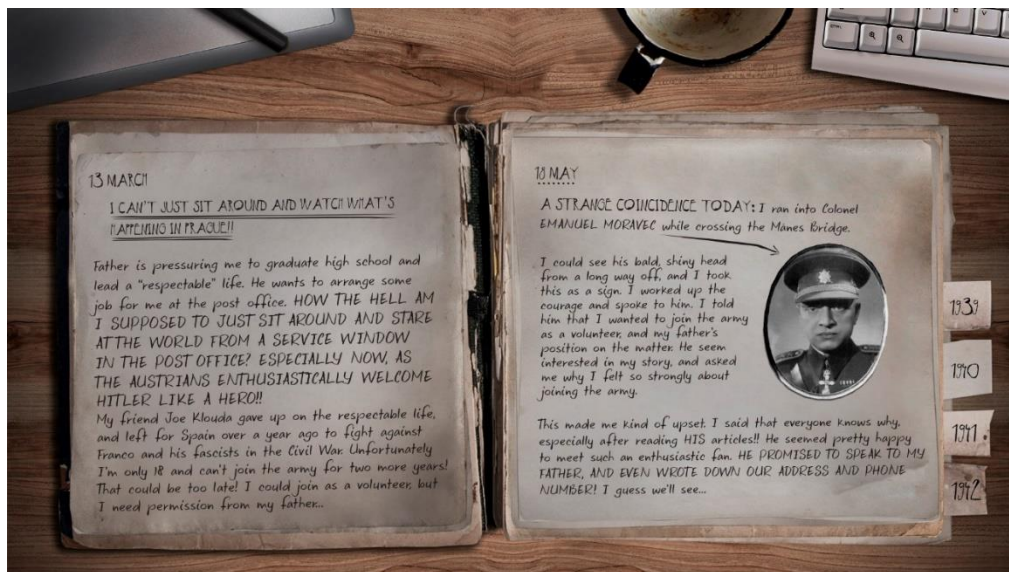 13 MARCH
I CAN'T JUST SIT AROUND AND WATCH WHAT'S
HAPPENING IN PRAGUE!!
Father is pressuring me to graduate high school and
lead a "respectable" life. He wants to arrange some
job for me at the post office. HOW THE HELL AM
I SUPPOSED TO JUST SIT AROUND AND STARE
AT THE WORLD FROM A SERVICE WINDOW
IN THE POST OFFICE? ESPECIALLY NOW, AS
THE AUSTRIANS ENTHUSIASTICALLY WELCOME
HITLER LIKE A HERO!!
My friend Joe Klouda gave up on the respectable life,
and left for Spain over a year ago to fight against
Franco and his fascists in the Civil War. Unfortunately
I'm only 18 and can't join the army for two more years!
That could be too late! I could join as a volunteer, but
I need permission from my father...
18 MAY
A STRANGE COINCIDENCE TODAY: I ran into Colonel
EMANUEL MORAVEC while crossing the Manes Bridge.
I could see his bald, shiny head
from a long way off, and I took
this as a sign. I worked up the
courage and spoke to him. I told
him that I wanted to join the army
as a volunteer, and my father's
position on the matter. He seem
interested in my story, and asked
me why I felt so strongly about
joining the army.
This made me kind of upset. I said that everyone knows why,
especially after reading HIS articles!! He seemed pretty happy
to meet such an enthusiastic fan. HE PROMISED TO SPEAK TO MY
FATHER, AND EVEN WROTE DOWN OUR ADDRESS AND PHONE
NUMBER! I guess we'll see...
1939
1940
1941
1942